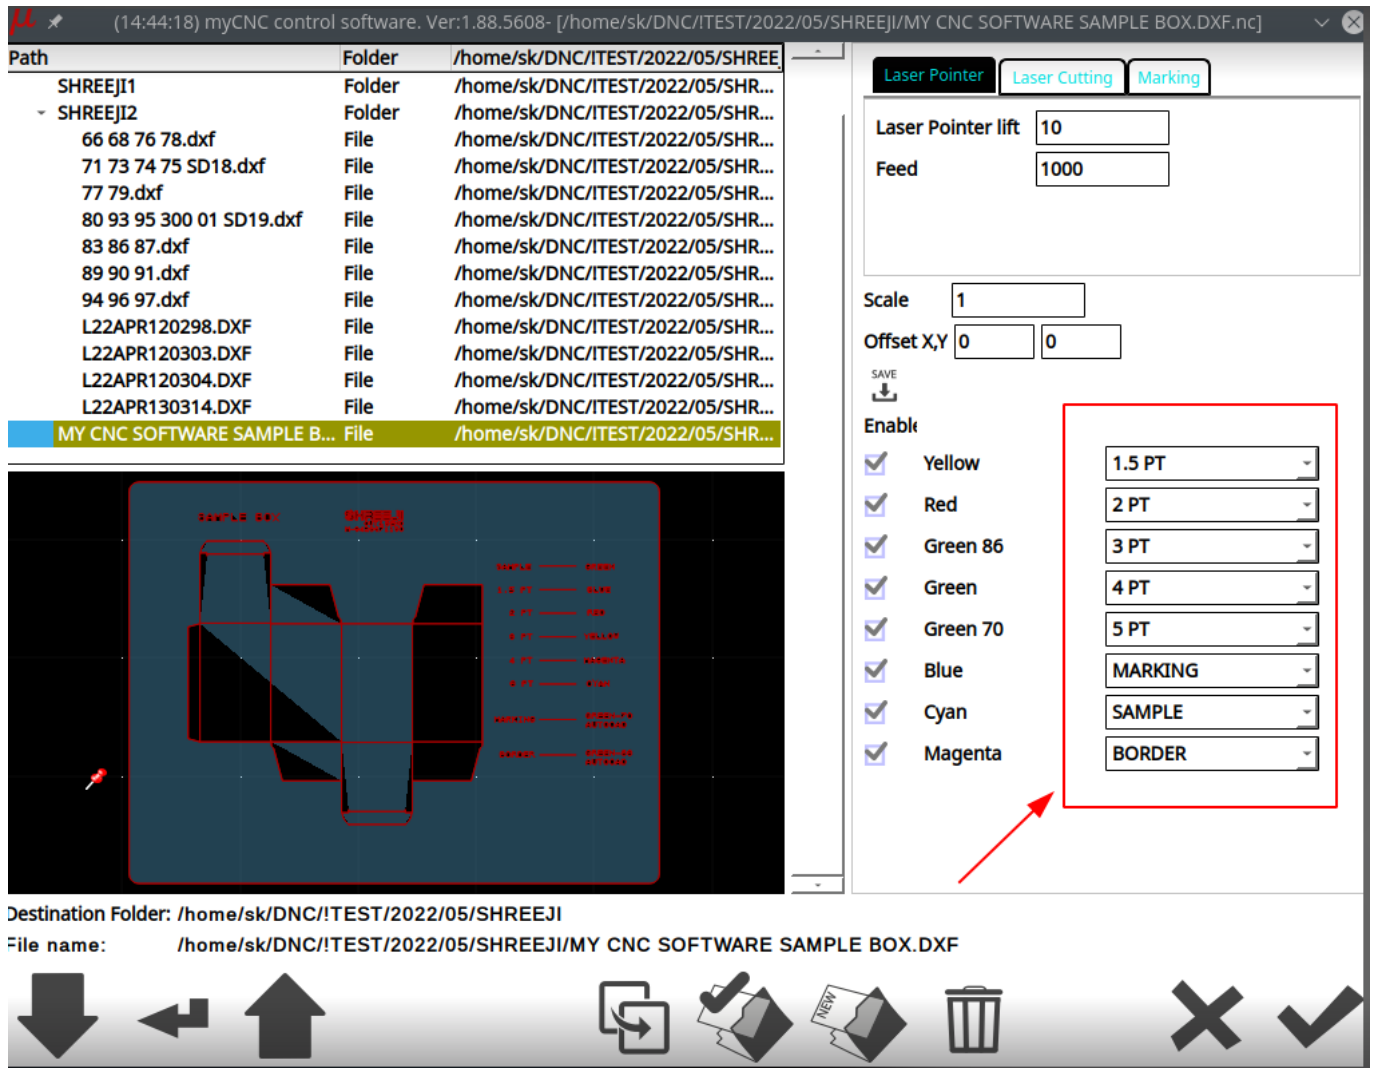 (14:44:18) myCNC control software. Ver:1.88.5608- [/home/sk/DNC/!TEST/2022/05/SHREEJI/MY CNC SOFTWARE SAMPLE BOX.DXF.nc]
Path Folder /home/sk/DNC/!TEST/2022/05/SHREE
SHREEJI1 Folder /home/sk/DNC/!TEST/2022/05/SHR...
SHREEJI2 Folder /home/sk/DNC/!TEST/2022/05/SHR...
66 68 76 78.dxf File /home/sk/DNC/!TEST/2022/05/SHR...
71 73 74 75 SD18.dxf File /home/sk/DNC/!TEST/2022/05/SHR...
77 79.dxf File /home/sk/DNC/!TEST/2022/05/SHR...
80 93 95 300 01 SD19.dxf File /home/sk/DNC/!TEST/2022/05/SHR...
83 86 87.dxf File /home/sk/DNC/!TEST/2022/05/SHR...
89 90 91.dxf File /home/sk/DNC/!TEST/2022/05/SHR...
94 96 97.dxf File /home/sk/DNC/!TEST/2022/05/SHR...
L22APR120298.DXF File /home/sk/DNC/!TEST/2022/05/SHR...
L22APR120303.DXF File /home/sk/DNC/!TEST/2022/05/SHR...
L22APR120304.DXF File /home/sk/DNC/!TEST/2022/05/SHR...
L22APR130314.DXF File /home/sk/DNC/!TEST/2022/05/SHR...
MY CNC SOFTWARE SAMPLE B... File /home/sk/DNC/!TEST/2022/05/SHR...
SAMPLE BOX
SHREEJI
Laser Pointer Laser Cutting Marking
Laser Pointer lift 10
Feed 1000
Scale 1
Offset X,Y 0 0
SAVE
Enable
Yellow 1.5 PT
Red 2 PT
Green 86 3 PT
Green 4 PT
Green 70 5 PT
Blue MARKING
Cyan SAMPLE
Magenta BORDER
Destination Folder: /home/sk/DNC/!TEST/2022/05/SHREEJI
File name: /home/sk/DNC/!TEST/2022/05/SHREEJI/MY CNC SOFTWARE SAMPLE BOX.DXF
NEW